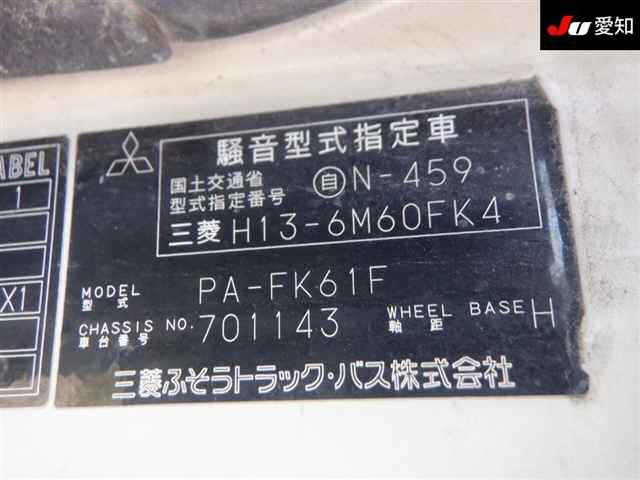 JU 愛知
ABEL
1
X1
騒音型式指定車
国土交通省
型式指定番号 自 N-459
三菱 H13-6M60FK4
MODEL
型式 PA-FK61F
CHASSIS NO. 701143
車台番号
WHEEL BASE H
軸距
三菱ふそうトラック・バス株式会社